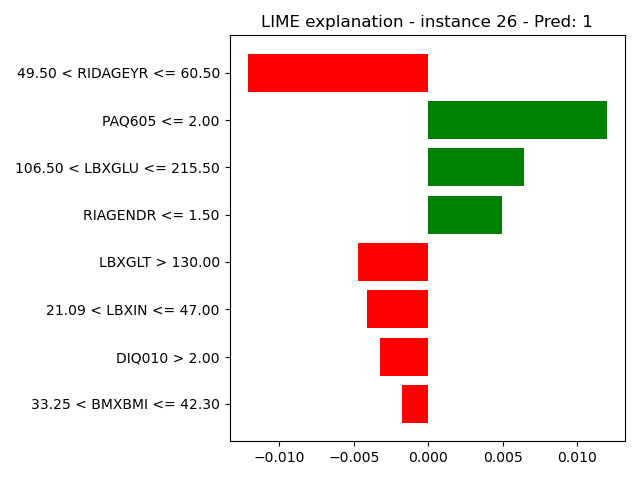 LIME explanation - instance 26 - Pred: 1
49.50 < RIDAGEYR <= 60.50
PAQ605 <= 2.00
106.50 < LBXGLU <= 215.50
RIAGENDR <= 1.50
LBXGLT > 130.00
21.09 < LBXIN <= 47.00
DIQ010 > 2.00
33.25 < BMXBMI <= 42.30
−0.010 −0.005 0.000 0.005 0.010